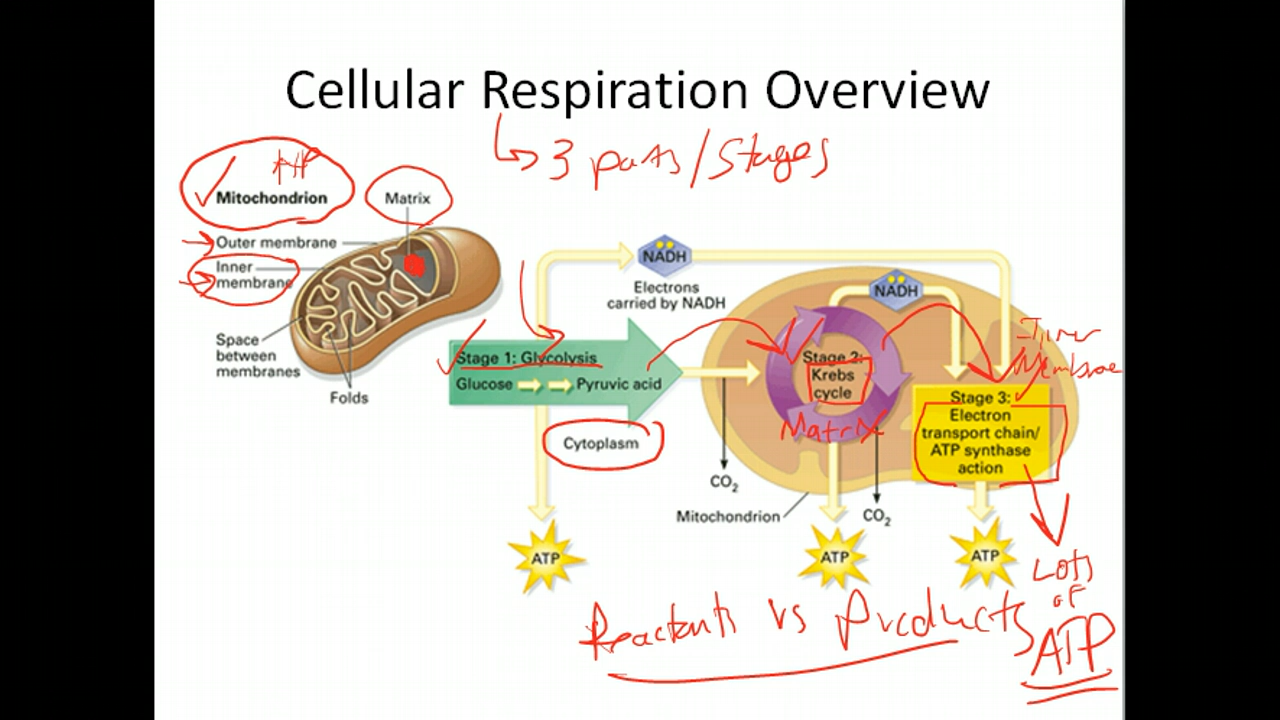 Cellular Respiration Overview
3 parts/Stages
ATP
Mitochondrion
Matrix
Outer membrane
Inner
membrane
Space
between
membranes
Folds
NADH
Electrons
carried by NADH
NADH
Stage 1: Glycolysis
Glucose
Pyruvic acid
Cytoplasm
Stage 2:
Krebs
cycle
Matrix
Inner
Membrane
Stage 3:
Electron
transport chain/
ATP synthase
action
CO2
Mitochondrion
CO2
ATP
ATP
ATP
Lots
of
ATP
Reactants vs Products